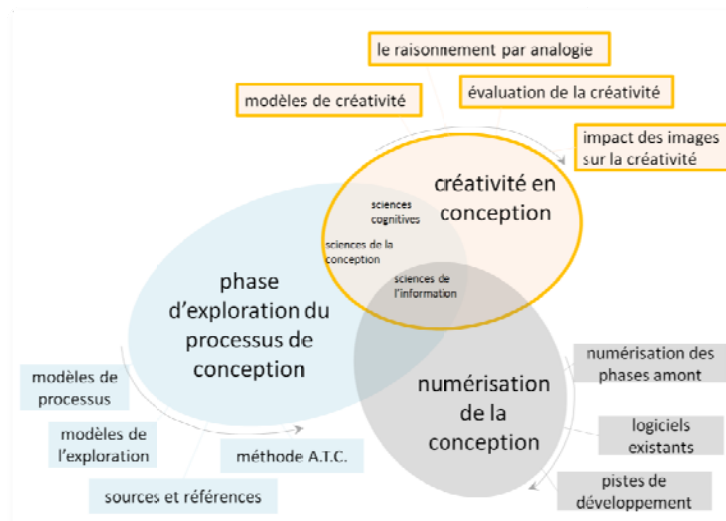 le raisonnement par analogie
modèles de créativité
évaluation de la créativité
impact des images
sur la créativité
créativité en
conception
sciences
cognitives
sciences de la
conception
sciences de
l'information
phase
d'exploration du
processus de
conception
modèles de
processus
modèles de
l'exploration
méthode A.T.C.
sources et références
numérisation
de la
conception
numérisation des
phases amont
logiciels
existants
pistes de
développement